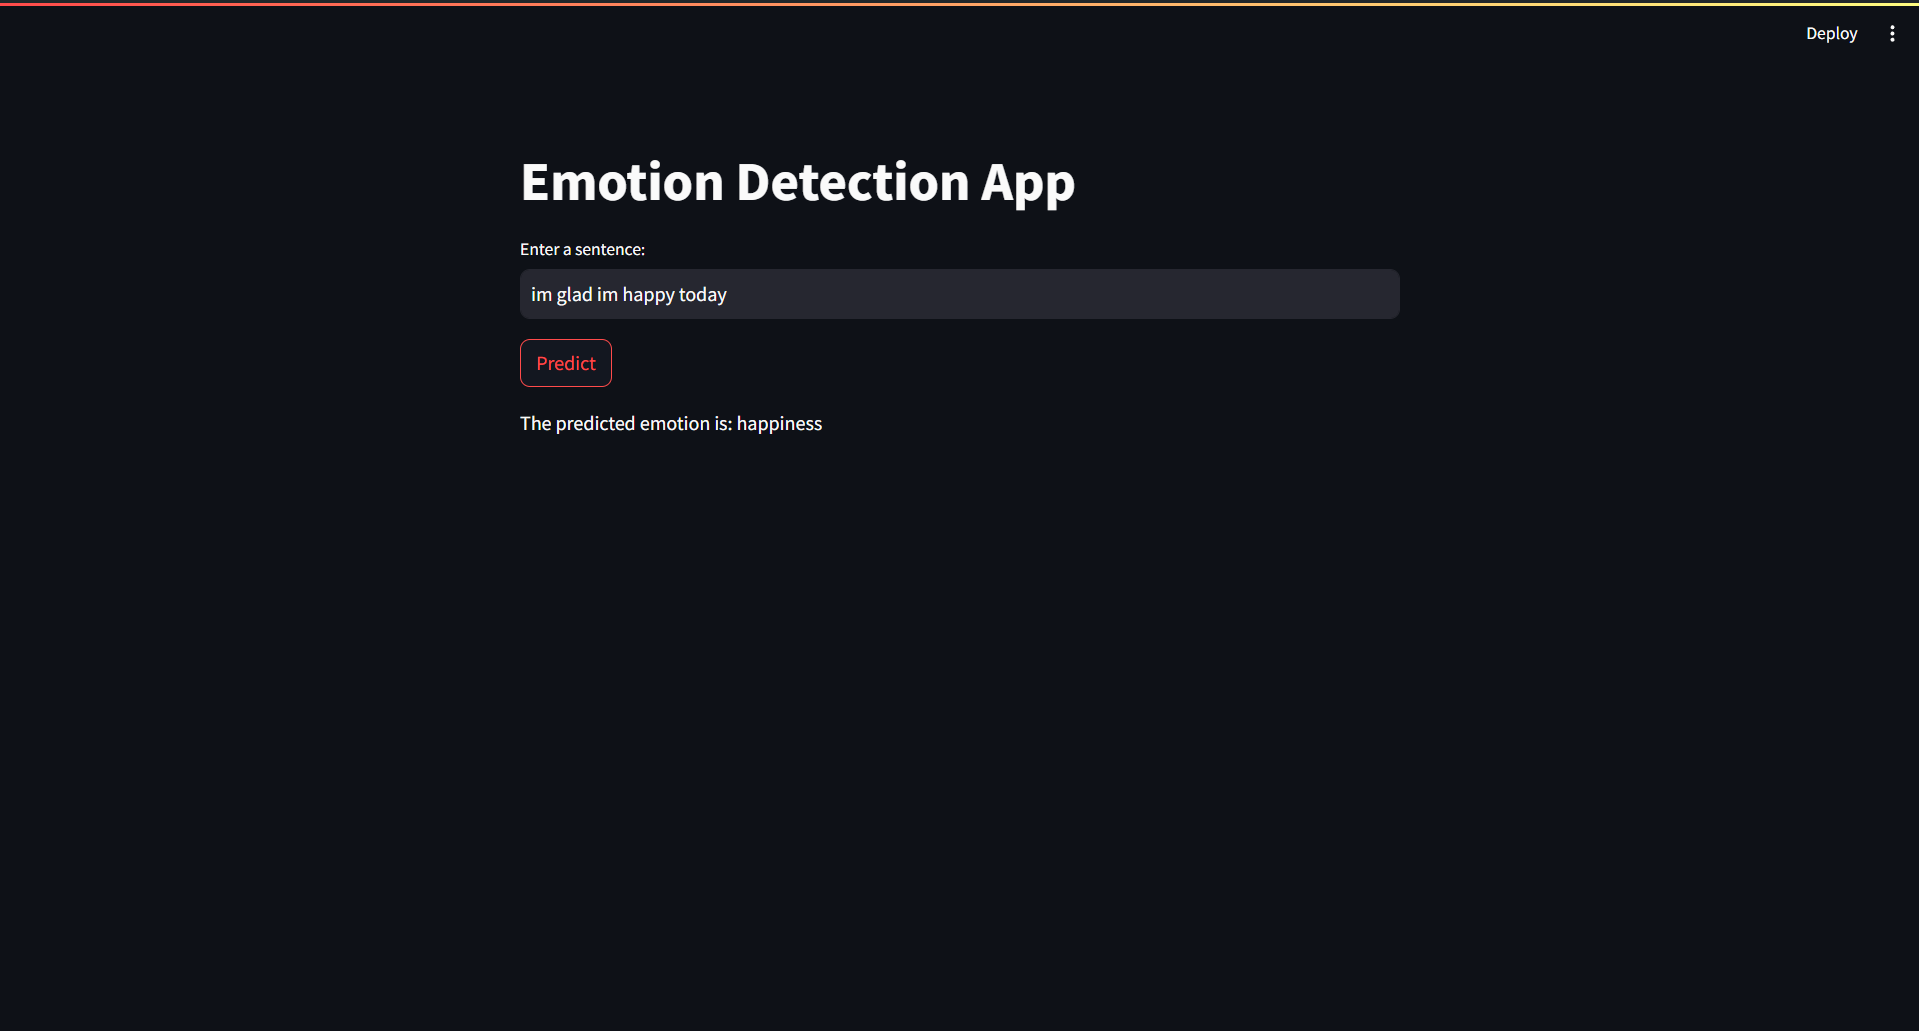 Deploy
Emotion Detection App
Enter a sentence:
im glad im happy today
Predict
The predicted emotion is: happiness